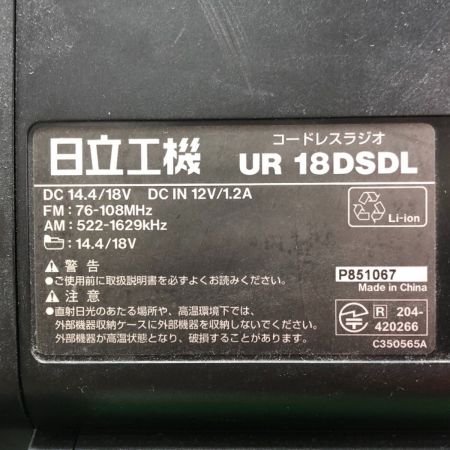 コードレスラジオ
日立工機 UR 18DSDL
DC 14.4/18V DC IN 12V/1.2A
FM : 76-108MHz
AM : 522-1629kHz
: 14.4/18V
Li-ion
⚠ 警告
●ご使用前に取扱説明書を必ずよくお読みください。
⚠ 注意
●直射日光のあたる場所や、高温環境下では、
外部機器収納ケースに外部機器を収納しないでください。
外部機器が高温状態となり、破損することがあります。
P851067
Made in China
R 204-
420266
C350565A